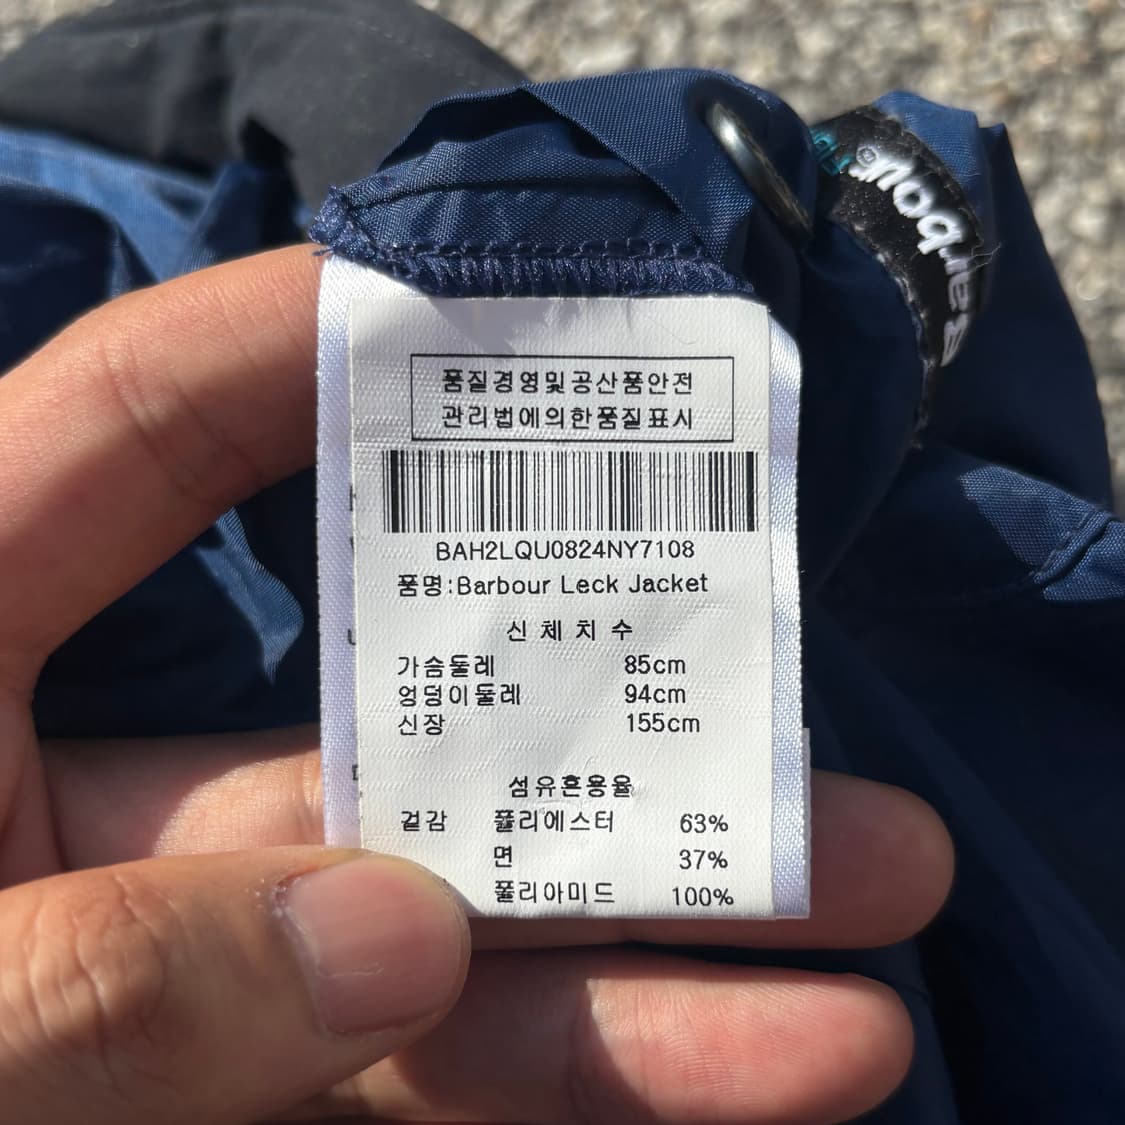 Barbour
품질경영및공산품안전
관리법에의한품질표시
BAH2LQU0824NY7108
품명:Barbour Leck Jacket
신체치수
가슴둘레 85cm
엉덩이둘레 94cm
신장 155cm
섬유혼용율
겉감 폴리에스터 63%
면 37%
폴리아미드 100%